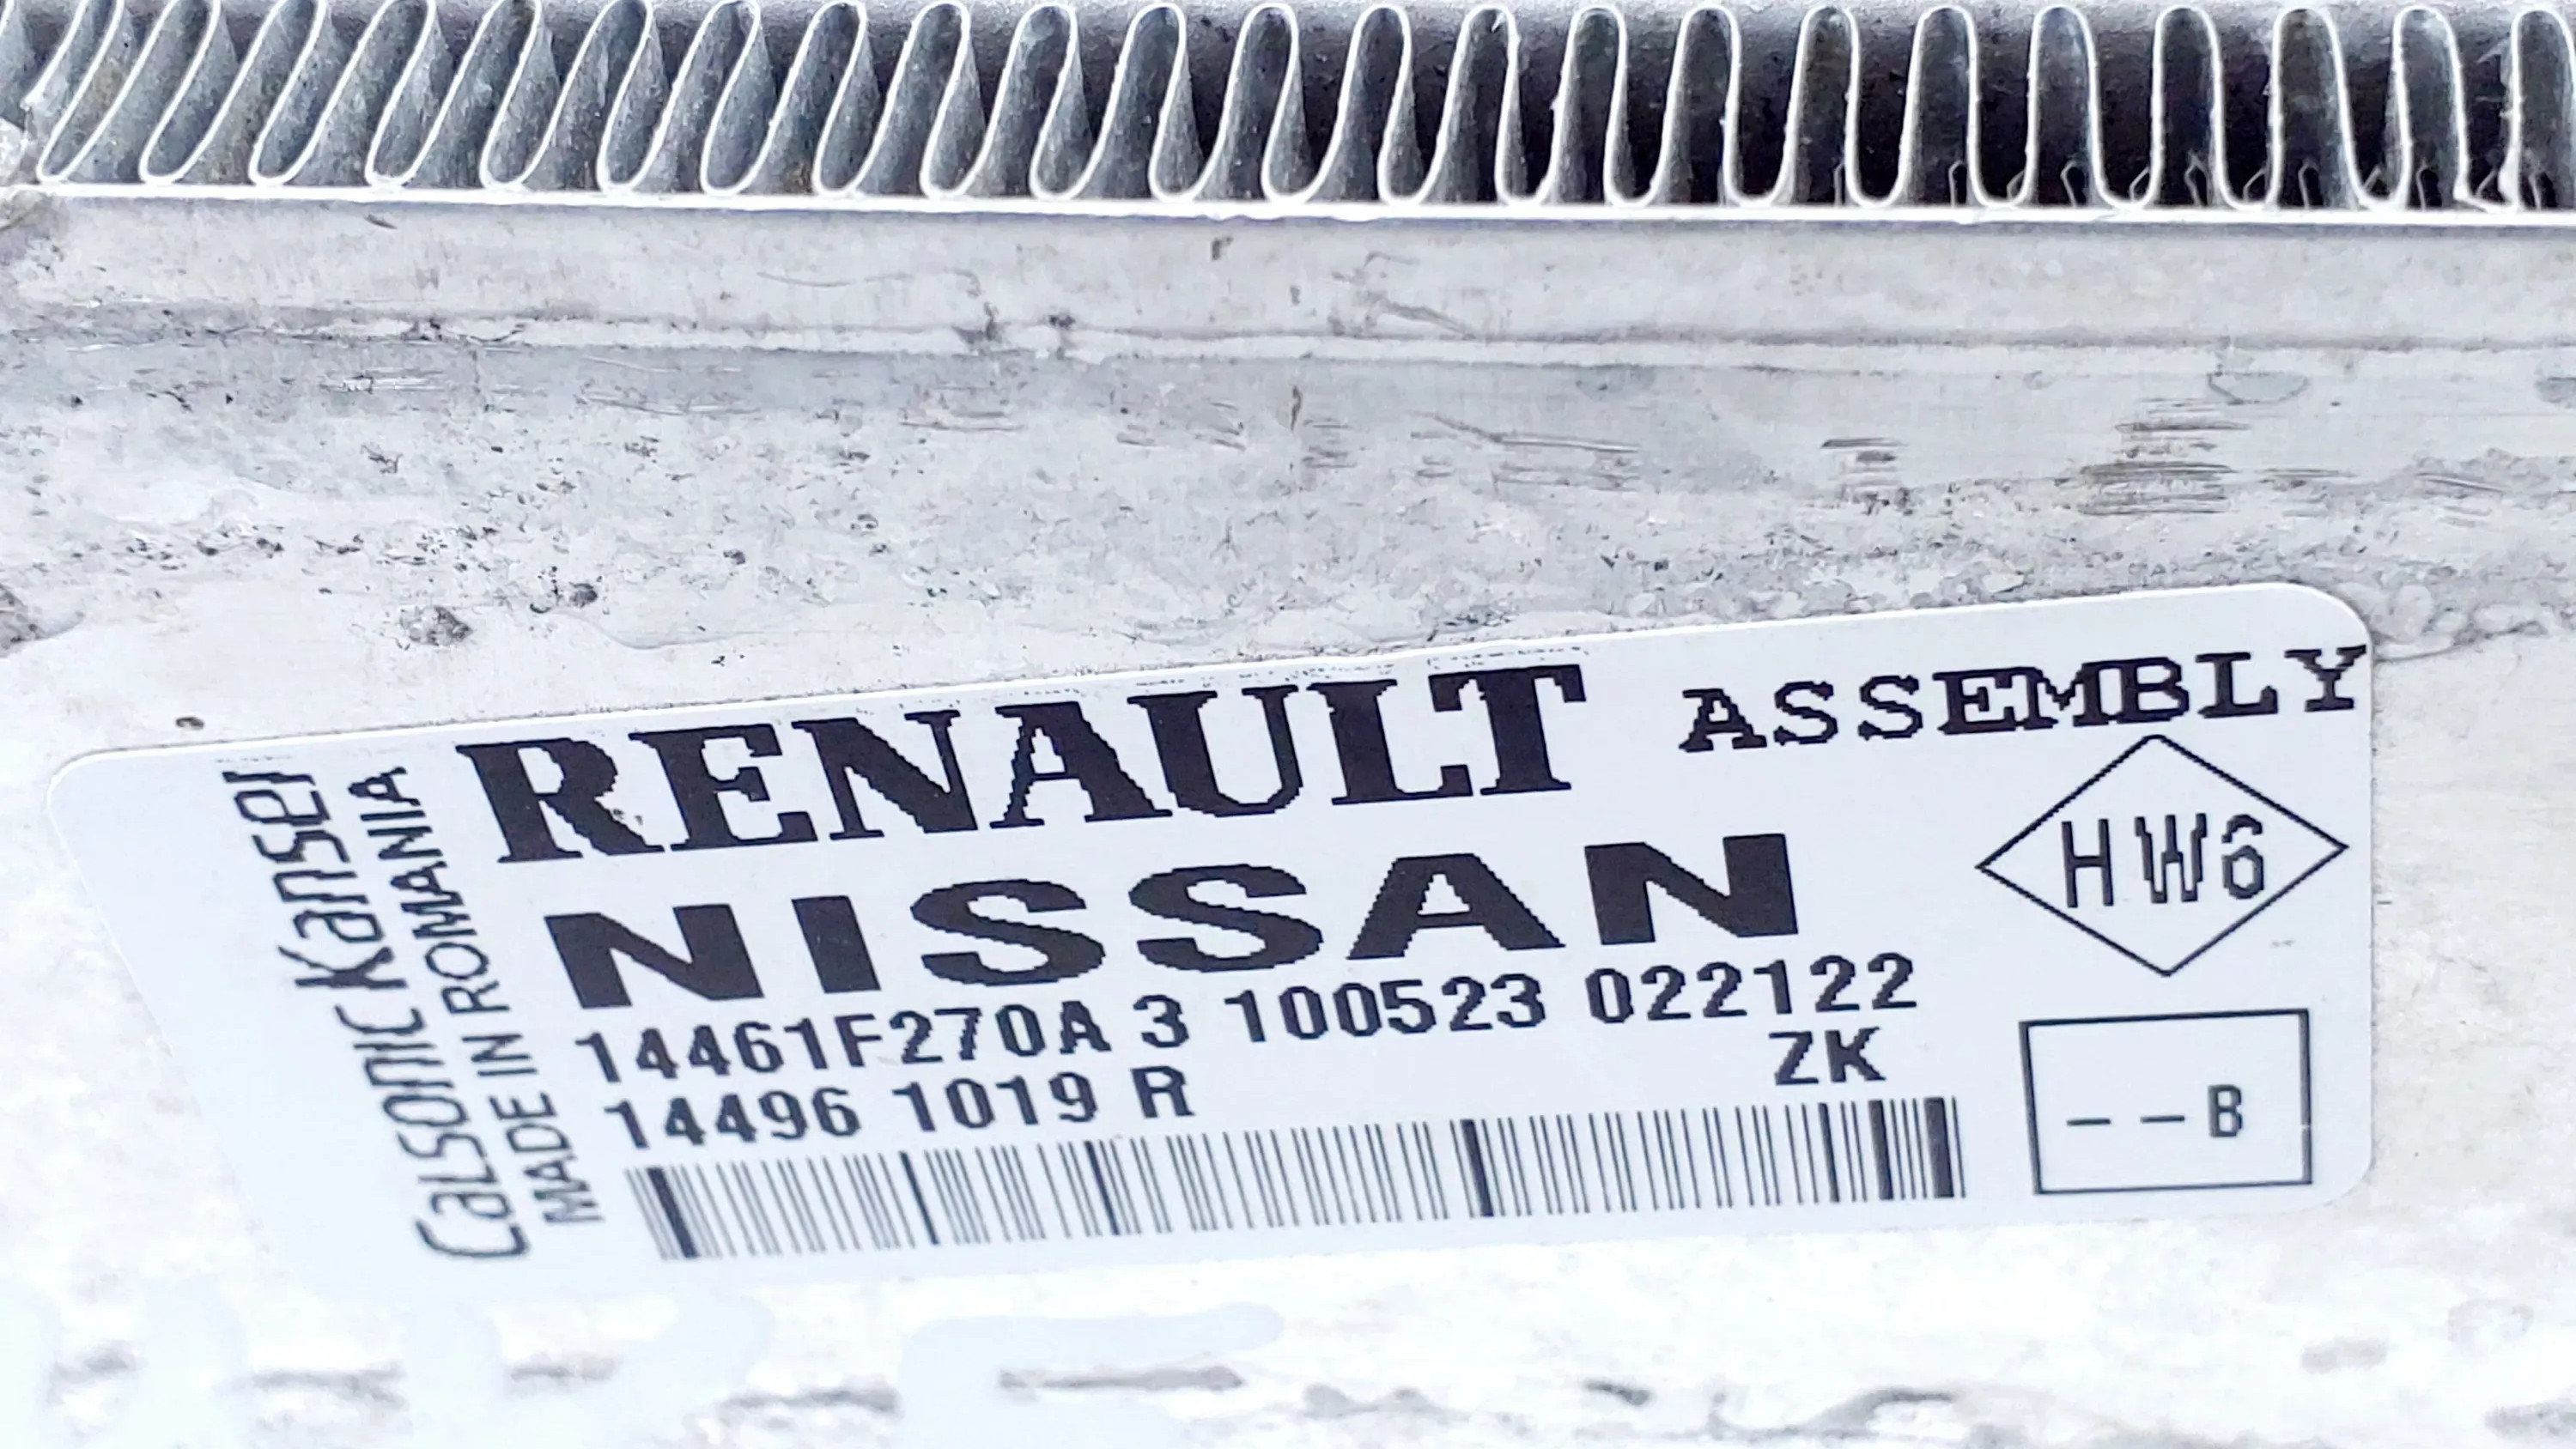 RENAULT ASSEMBLY
NISSAN
HW6
14461F270A 3 100523 022122
ZK
14496 1019 R
--B
Calsonic Kansei
MADE IN ROMANIA